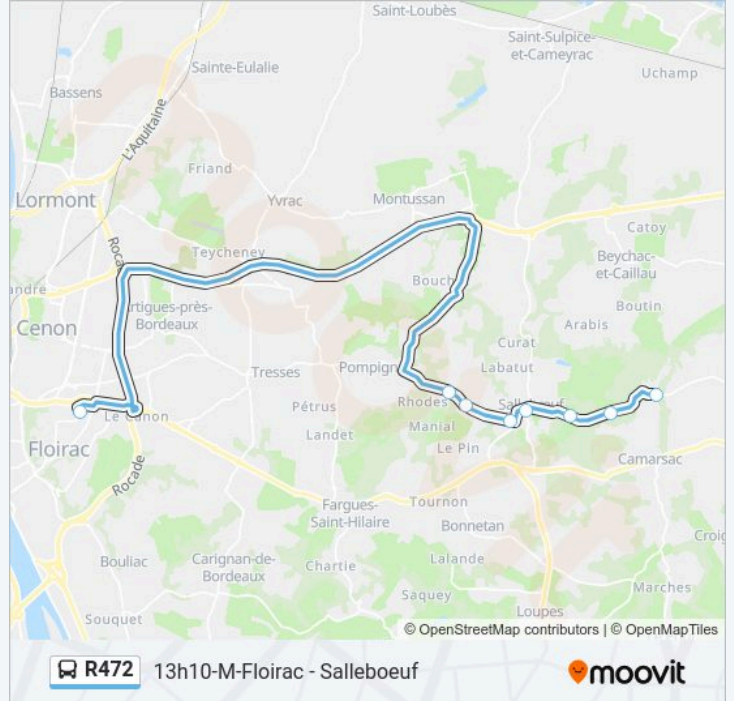 Saint-Loubès
Saint-Sulpice-
et-Cameyrac
Sainte-Eulalie
Uchamp
Bassens
L'Aquitaine
Friand
Lormont
Yvrac
Montussan
Catoy
Rocade
Teycheney
Beychac-
et-Caillau
Bouch
andre
Boutin
rtigues-près-
Bordeaux
Arabis
Cenon
Curat
Pompign
Labatut
Tresses
Rhodes
Sall
Pétrus
Le Canon
Manial
Landet
Floirac
Le Pin
Camarsac
Rocade
Tournon
Fargues-
Saint-Hilaire
Bonnetan
Croig
Bouliac
Carignan-de-
Bordeaux
Chartie
Lalande
Marches
Saquey
Loupes
Souquet
© OpenStreetMap contributors | © OpenMapTiles
R472 13h10-M-Floirac - Salleboeuf moovit